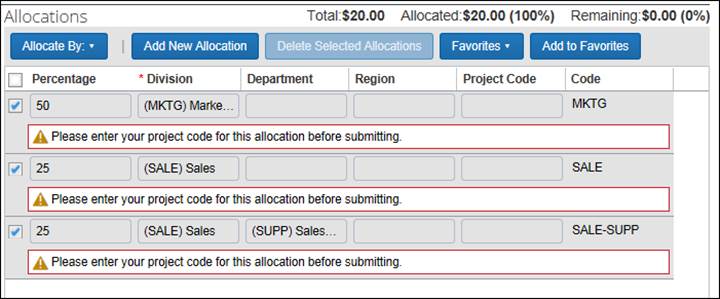 Allocations Total:$20.00 Allocated:$20.00 (100%) Remaining:$0.00 (0%)
Allocate By: Add New Allocation Delete Selected Allocations Favorites Add to Favorites
Percentage * Division Department Region Project Code Code
50 (MKTG) Marke... MKTG
Please enter your project code for this allocation before submitting.
25 (SALE) Sales SALE
Please enter your project code for this allocation before submitting.
25 (SALE) Sales (SUPP) Sales... SALE-SUPP
Please enter your project code for this allocation before submitting.